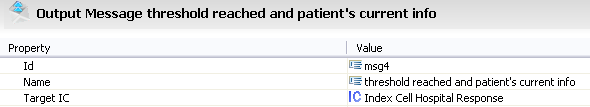 Output Message threshold reached and patient's current info
Property Value
Id msg4
Name threshold reached and patient's current info
Target IC IC Index Cell Hospital Response